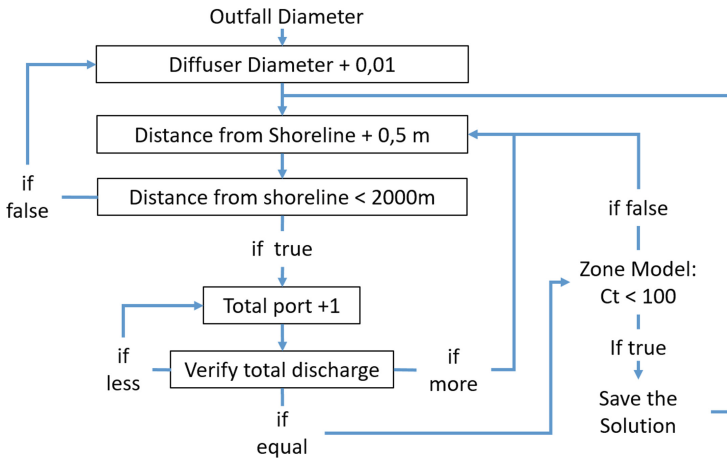 Outfall Diameter
Diffuser Diameter + 0,01
Distance from Shoreline + 0,5 m
Distance from shoreline < 2000m
if
false
if true
Total port +1
if
less
Verify total discharge
if
more
if
equal
if false
Zone Model:
Ct < 100
If true
Save the
Solution